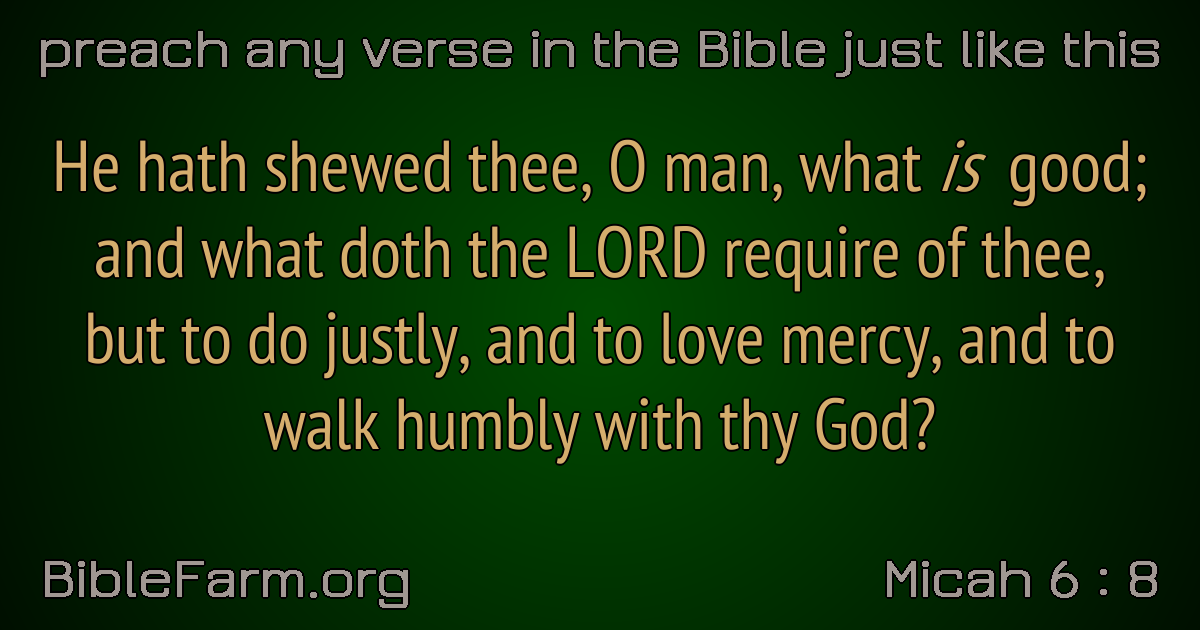 preach any verse in the Bible just like this
He hath shewed thee, O man, what is good;
and what doth the LORD require of thee,
but to do justly, and to love mercy, and to
walk humbly with thy God?
BibleFarm.org
Micah 6 : 8